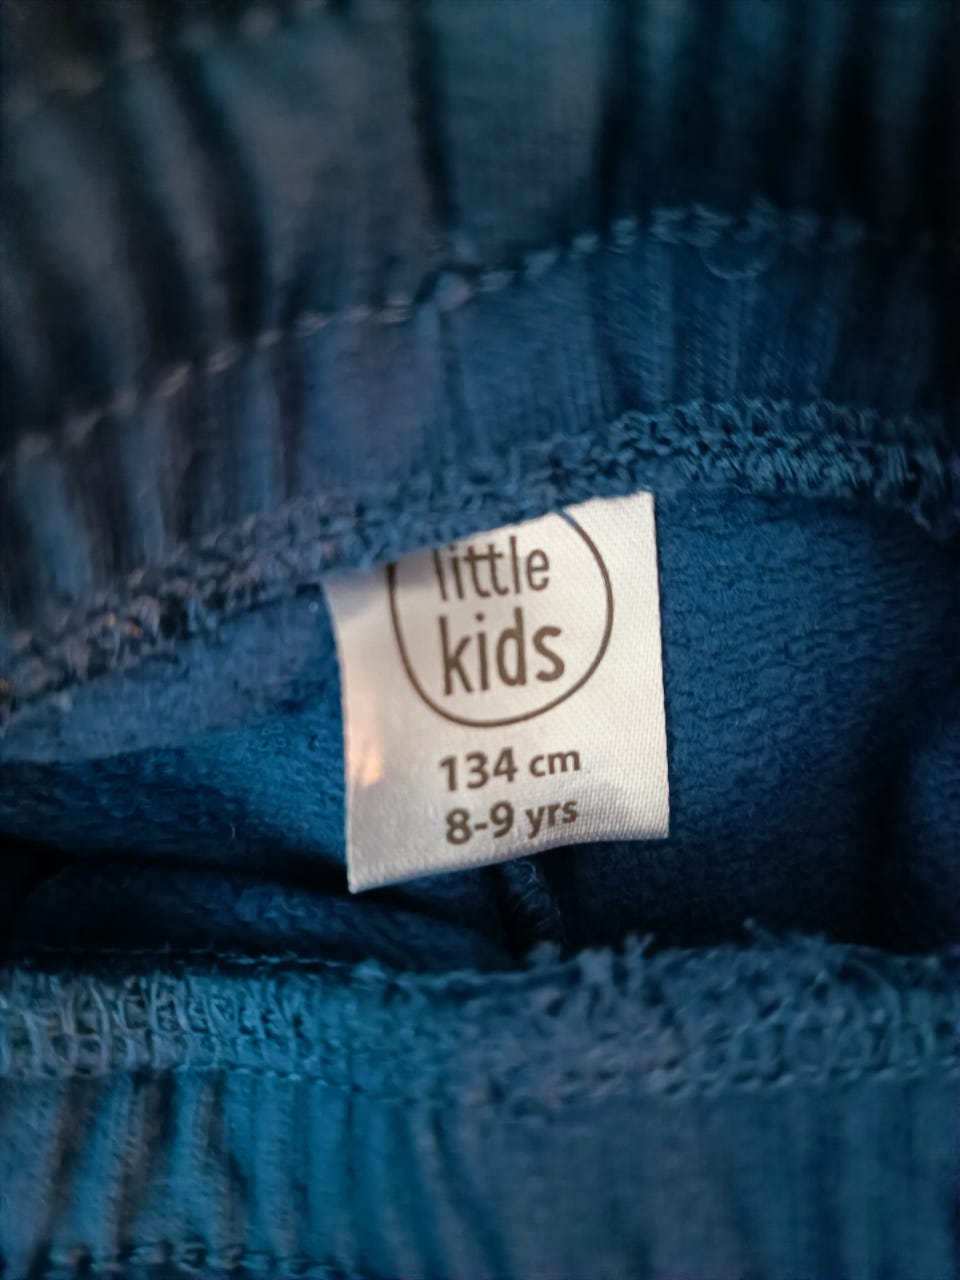 little
kids
134 cm
8-9 yrs